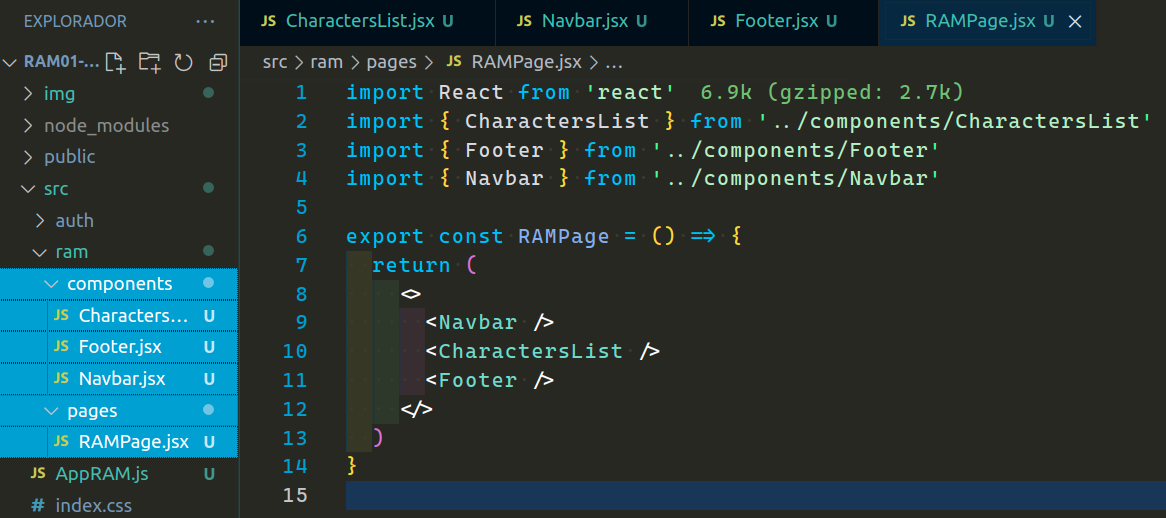 EXPLORADOR ...
RAM01-...
img
node_modules
public
src
auth
ram
components
JS Characters... U
JS Footer.jsx U
JS Navbar.jsx U
pages
JS RAMPage.jsx U
JS AppRAM.js U
# index.css
JS CharactersList.jsx U
JS Navbar.jsx U
JS Footer.jsx U
JS RAMPage.jsx U
src > ram > pages > JS RAMPage.jsx > ...
1 import React from 'react' 6.9k (gzipped: 2.7k)
2 import { CharactersList } from '../components/CharactersList'
3 import { Footer } from '../components/Footer'
4 import { Navbar } from '../components/Navbar'
5
6 export const RAMPage = () => {
7 return (
8 <>
9 <Navbar />
10 <CharactersList />
11 <Footer />
12 </>
13 )
14 }
15